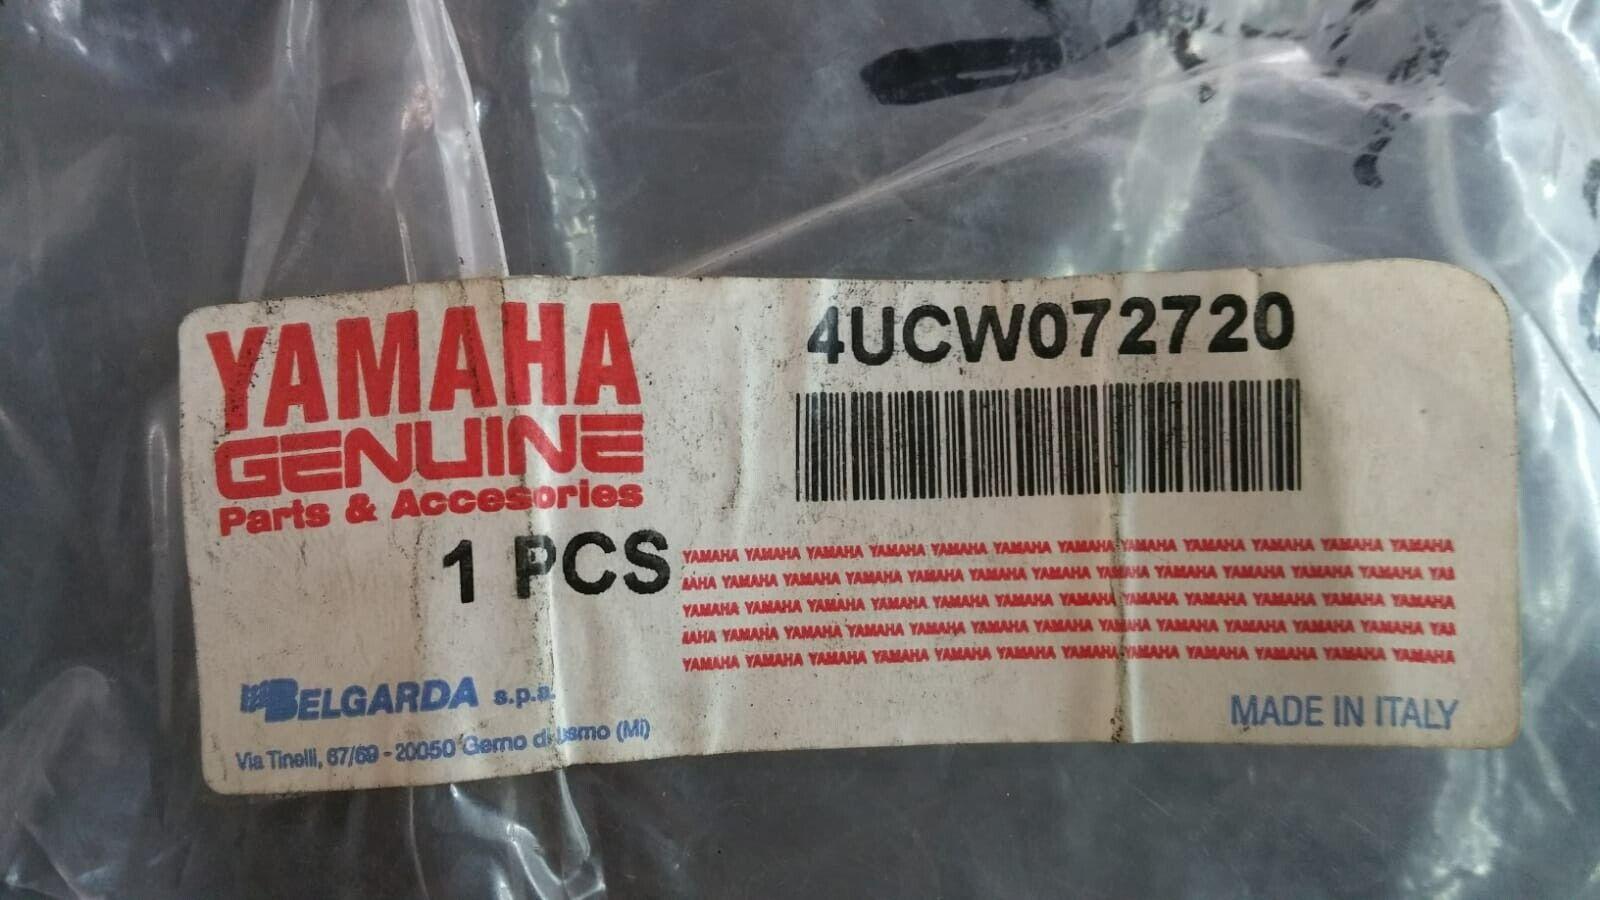 YAMAHA
GENUINE
Parts & Accesories
4UCW072720
1 PCS
YAMAHA YAMAHA YAMAHA YAMAHA YAMAHA YAMAHA YAMAHA YAMAHA YAMAHA YAMAHA YAMAHA YAMAHA
AHA YAMAHA YAMAHA YAMAHA YAMAHA YAMAHA YAMAHA YAMAHA YAMAHA YAMAHA YAMAHA YAMAHA YAM
YAMAHA YAMAHA YAMAHA YAMAHA YAMAHA YAMAHA YAMAHA YAMAHA YAMAHA YAMAHA YAMAHA YAMAHA
AHA YAMAHA YAMAHA YAMAHA YAMAHA YAMAHA YAMAHA YAMAHA YAMAHA YAMAHA YAMAHA YAMAHA YAM
YAMAHA YAMAHA YAMAHA YAMAHA YAMAHA YAMAHA YAMAHA YAMAHA YAMAHA YAMAHA YAMAHA YAMAHA
BELGARDA s.p.a.
Via Tinelli, 67/69 - 20050 Gerno di (Mi)
MADE IN ITALY